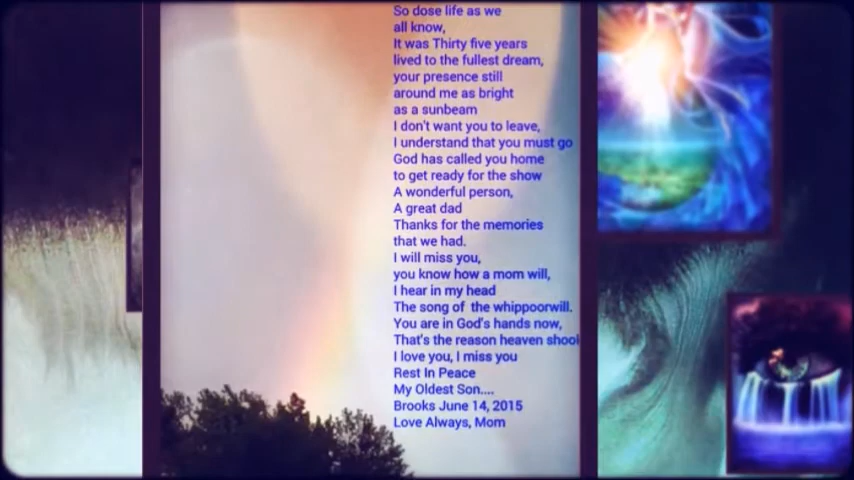 So dose life as we
all know,
It was Thirty five years
lived to the fullest dream,
your presence still
around me as bright
as a sunbeam
I don't want you to leave,
I understand that you must go
God has called you home
to get ready for the show
A wonderful person,
A great dad
Thanks for the memories
that we had.
I will miss you,
you know how a mom will,
I hear in my head
The song of the whippoorwill.
You are in God's hands now,
That's the reason heaven shook
I love you, I miss you
Rest In Peace
My Oldest Son....
Brooks June 14, 2015
Love Always, Mom